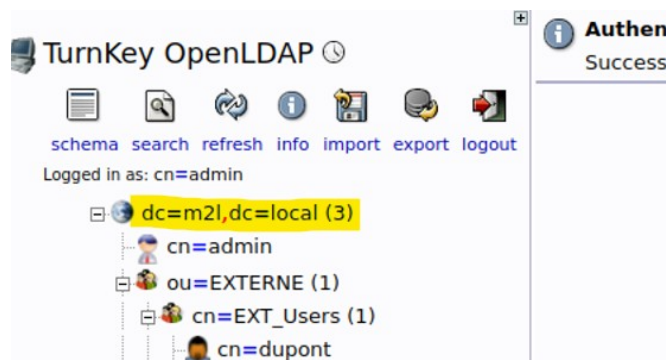 TurnKey OpenLDAP
schema search refresh info import export logout
Logged in as: cn=admin
dc=m2l,dc=local (3)
cn=admin
ou=EXTERNE (1)
cn=EXT_Users (1)
cn=dupont
Authen
Success